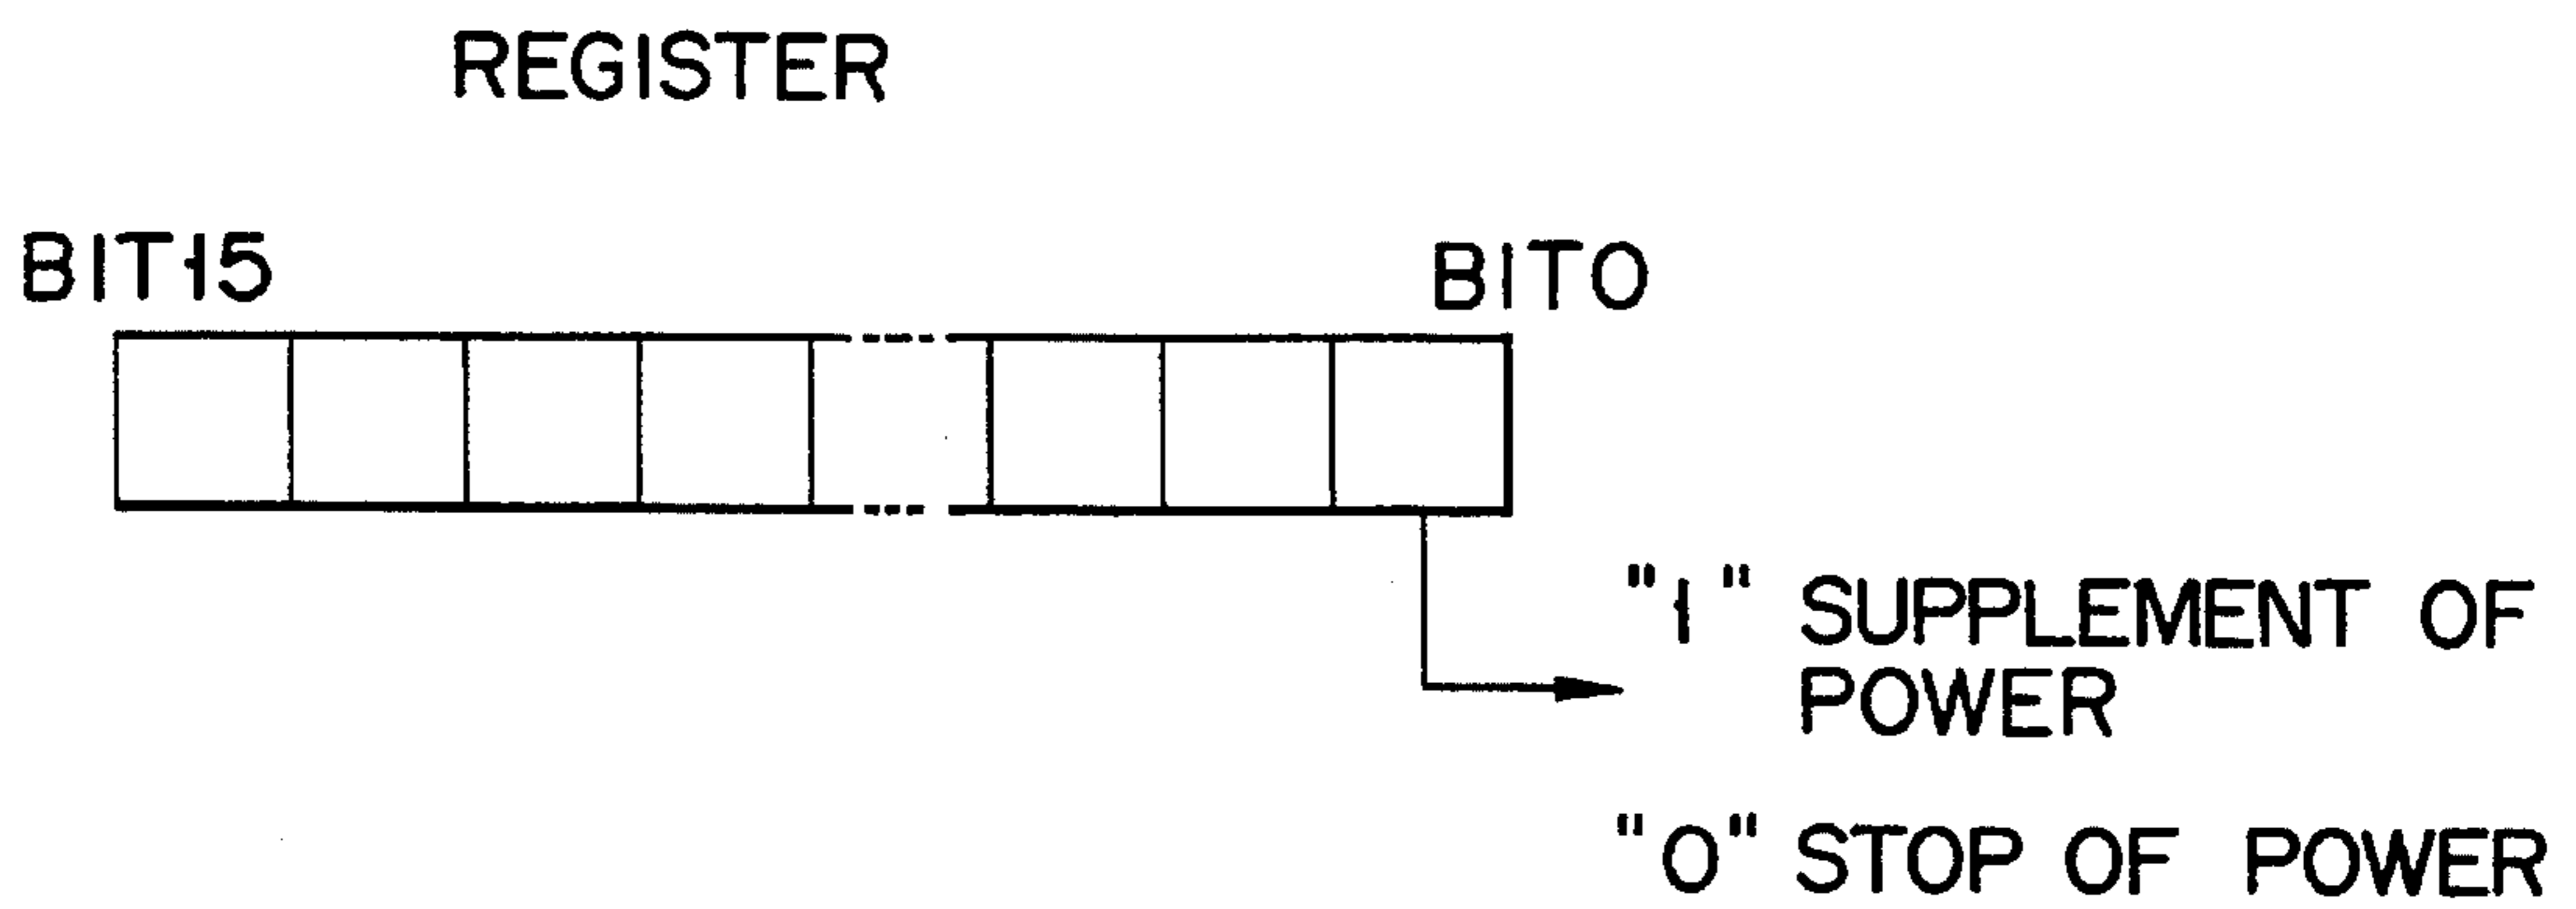 REGISTER
BIT15
BIT0
"1" SUPPLEMENT OF
POWER
"0" STOP OF POWER